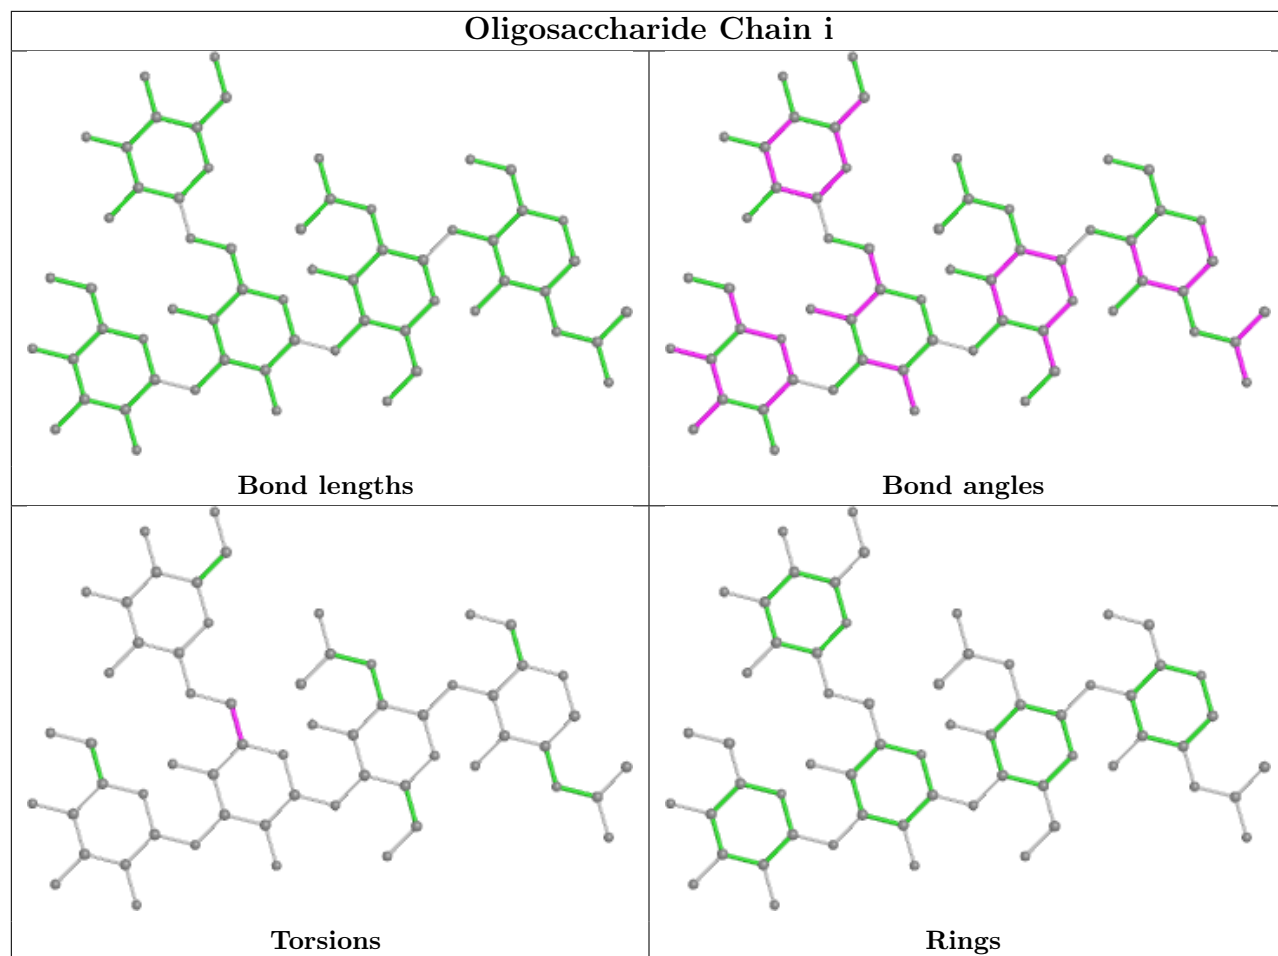 Oligosaccharide Chain i
Bond lengths
Bond angles
Torsions
Rings